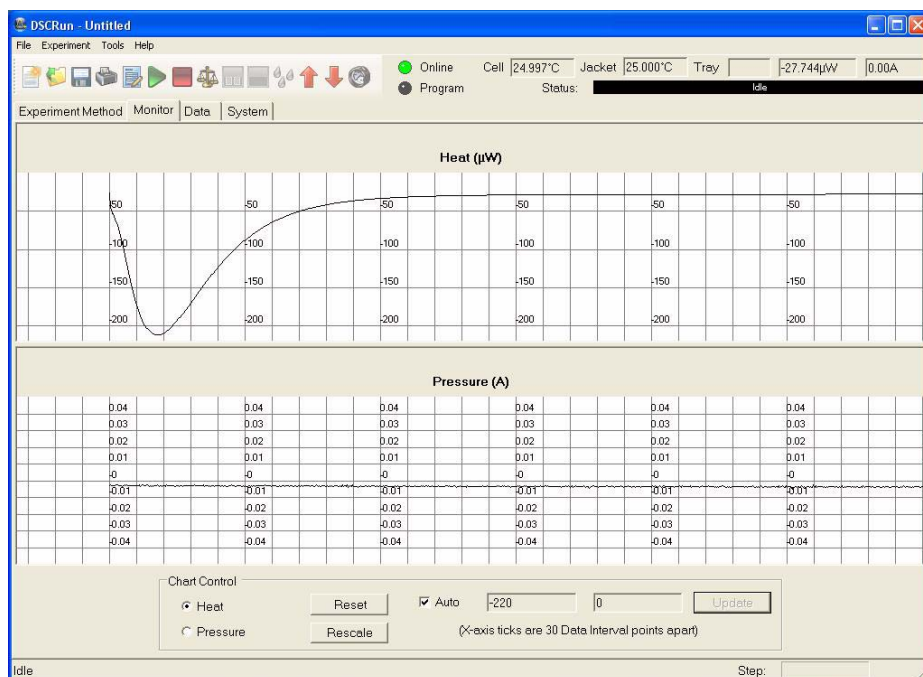 DSCRun - Untitled
File Experiment Tools Help
Online Cell 24.997°C Jacket 25.000°C Tray -27.744µW 0.00A
Program Status: Idle
Experiment Method Monitor Data System
Heat (µW)
-50 -50 -50 -50 -50 -50
-100 -100 -100 -100 -100 -100
-150 -150 -150 -150 -150 -150
-200 -200 -200 -200 -200 -200
Pressure (A)
0.04 0.04 0.04 0.04 0.04 0.04
0.03 0.03 0.03 0.03 0.03 0.03
0.02 0.02 0.02 0.02 0.02 0.02
0.01 0.01 0.01 0.01 0.01 0.01
-0 -0 -0 -0 -0 -0
-0.01 -0.01 -0.01 -0.01 -0.01 -0.01
-0.02 -0.02 -0.02 -0.02 -0.02 -0.02
-0.03 -0.03 -0.03 -0.03 -0.03 -0.03
-0.04 -0.04 -0.04 -0.04 -0.04 -0.04
Chart Control
Heat Reset Auto -220 0 Update
Pressure Rescale (X-axis ticks are 30 Data Interval points apart)
Idle Step: